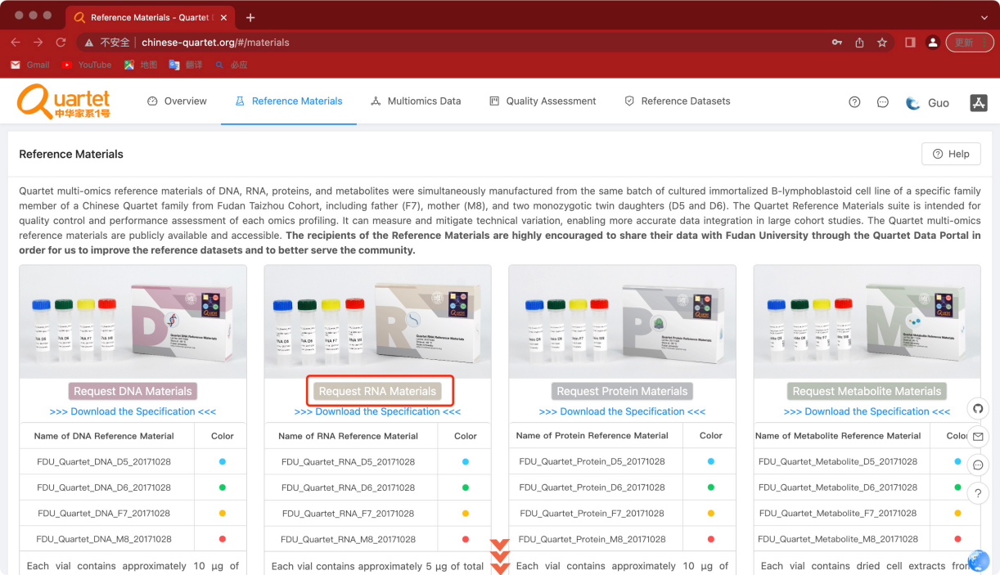 Reference Materials - Quartet
不安全 chinese-quartet.org/#/materials
更新
Gmail YouTube 地图 翻译 必应
Quartet
中华家系1号
Overview Reference Materials Multiomics Data Quality Assessment Reference Datasets Guo
Reference Materials
Help
Quartet multi-omics reference materials of DNA, RNA, proteins, and metabolites were simultaneously manufactured from the same batch of cultured immortalized B-lymphoblastoid cell line of a specific family
member of a Chinese Quartet family from Fudan Taizhou Cohort, including father (F7), mother (M8), and two monozygotic twin daughters (D5 and D6). The Quartet Reference Materials suite is intended for
quality control and performance assessment of each omics profiling. It can measure and mitigate technical variation, enabling more accurate data integration in large cohort studies. The Quartet multi-omics
reference materials are publicly available and accessible. The recipients of the Reference Materials are highly encouraged to share their data with Fudan University through the Quartet Data Portal in
order for us to improve the reference datasets and to better serve the community.
Request DNA Materials Request RNA Materials Request Protein Materials Request Metabolite Materials
>>> Download the Specification <<< >>> Download the Specification <<< >>> Download the Specification <<< >>> Download the Specification <<<
Name of DNA Reference Material Color Name of RNA Reference Material Color Name of Protein Reference Material Color Name of Metabolite Reference Material Color
FDU_Quartet_DNA_D5_20171028 FDU_Quartet_RNA_D5_20171028 FDU_Quartet_Protein_D5_20171028 FDU_Quartet_Metabolite_D5_20171028
FDU_Quartet_DNA_D6_20171028 FDU_Quartet_RNA_D6_20171028 FDU_Quartet_Protein_D6_20171028 FDU_Quartet_Metabolite_D6_20171028
FDU_Quartet_DNA_F7_20171028 FDU_Quartet_RNA_F7_20171028 FDU_Quartet_Protein_F7_20171028 FDU_Quartet_Metabolite_F7_20171028
FDU_Quartet_DNA_M8_20171028 FDU_Quartet_RNA_M8_20171028 FDU_Quartet_Protein_M8_20171028 FDU_Quartet_Metabolite_M8_20171028
Each vial contains approximately 10 μg of Each vial contains approximately 5 μg of total Each vial contains approximately 10 μg of Each vial contains dried cell extracts from